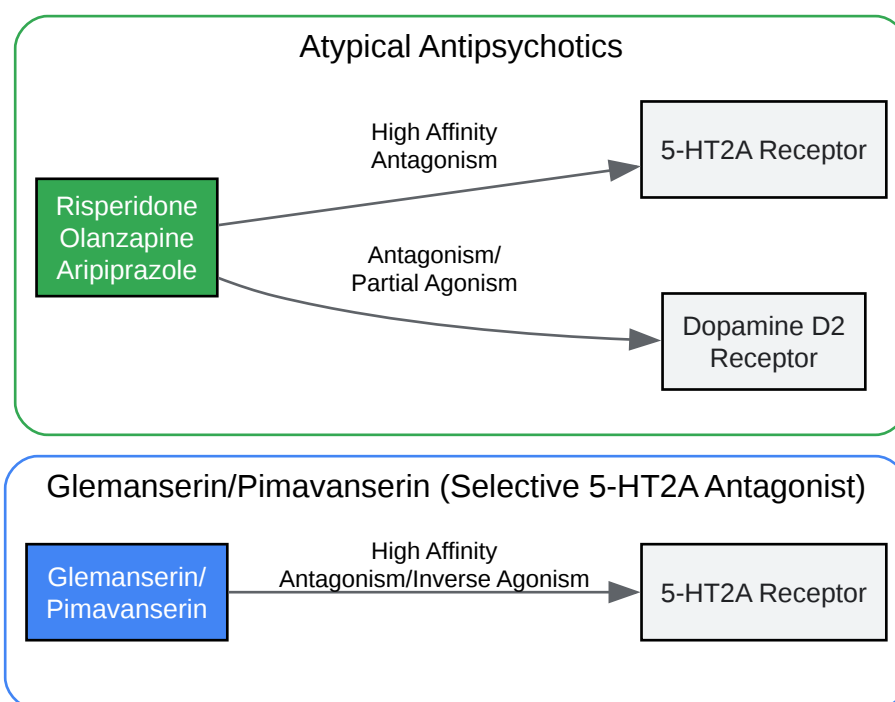 Atypical Antipsychotics
High Affinity
Antagonism
5-HT2A Receptor
Risperidone
Olanzapine
Aripiprazole
Antagonism/
Partial Agonism
Dopamine D2
Receptor
Glemanserin/Pimavanserin (Selective 5-HT2A Antagonist)
High Affinity
Antagonism/Inverse Agonism
Glemanserin/
Pimavanserin
5-HT2A Receptor